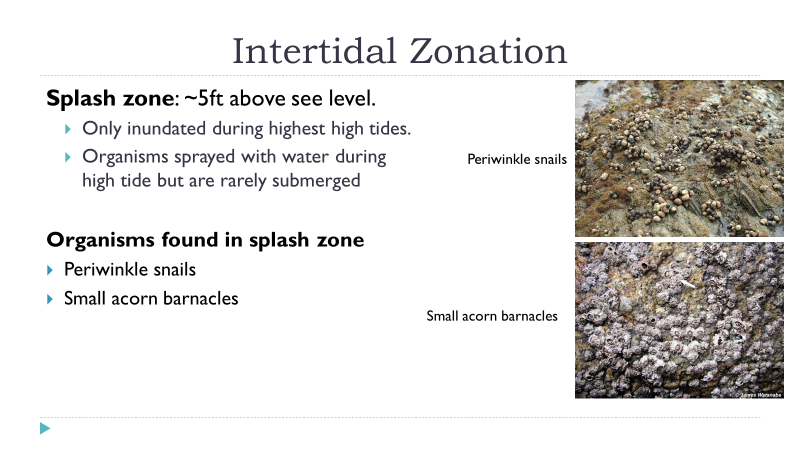 Intertidal Zonation
Splash zone: ~5ft above see level.
Only inundated during highest high tides.
Organisms sprayed with water during
high tide but are rarely submerged
Periwinkle snails
Organisms found in splash zone
Periwinkle snails
Small acorn barnacles
Small acorn barnacles
© James Watanabe